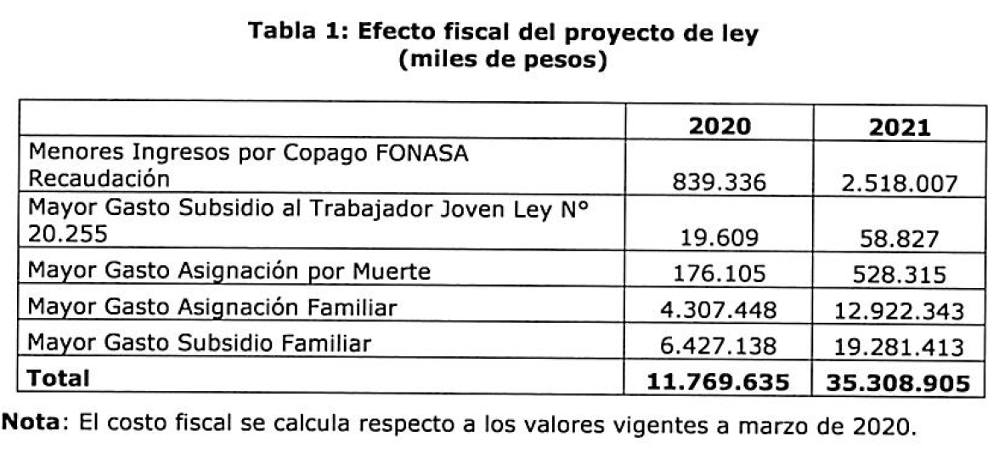 Tabla 1: Efecto fiscal del proyecto de ley
(miles de pesos)
2020 2021
Menores Ingresos por Copago FONASA
Recaudación 839.336 2.518.007
Mayor Gasto Subsidio al Trabajador Joven Ley N°
20.255 19.609 58.827
Mayor Gasto Asignación por Muerte 176.105 528.315
Mayor Gasto Asignación Familiar 4.307.448 12.922.343
Mayor Gasto Subsidio Familiar 6.427.138 19.281.413
Total 11.769.635 35.308.905
Nota: El costo fiscal se calcula respecto a los valores vigentes a marzo de 2020.